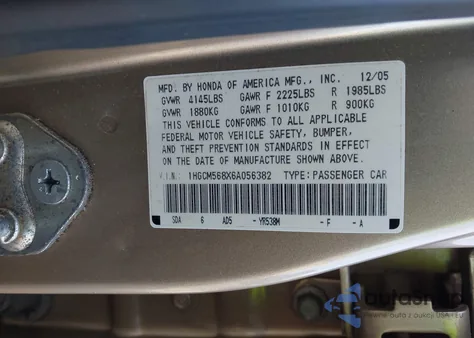 MFD. BY HONDA OF AMERICA MFG., INC. 12/05
GVWR 4145LBS GAWR F 2225LBS R 1985LBS
GVWR 1880KG GAWR F 1010KG R 900KG
THIS VEHICLE CONFORMS TO ALL APPLICABLE
FEDERAL MOTOR VEHICLE SAFETY, BUMPER,
AND THEFT PREVENTION STANDARDS IN EFFECT
ON THE DATE OF MANUFACTURE SHOWN ABOVE.
V.I.N.: 1HGCM568X6A056382 TYPE: PASSENGER CAR
SDA 6 AD5 - YR538M - F - A